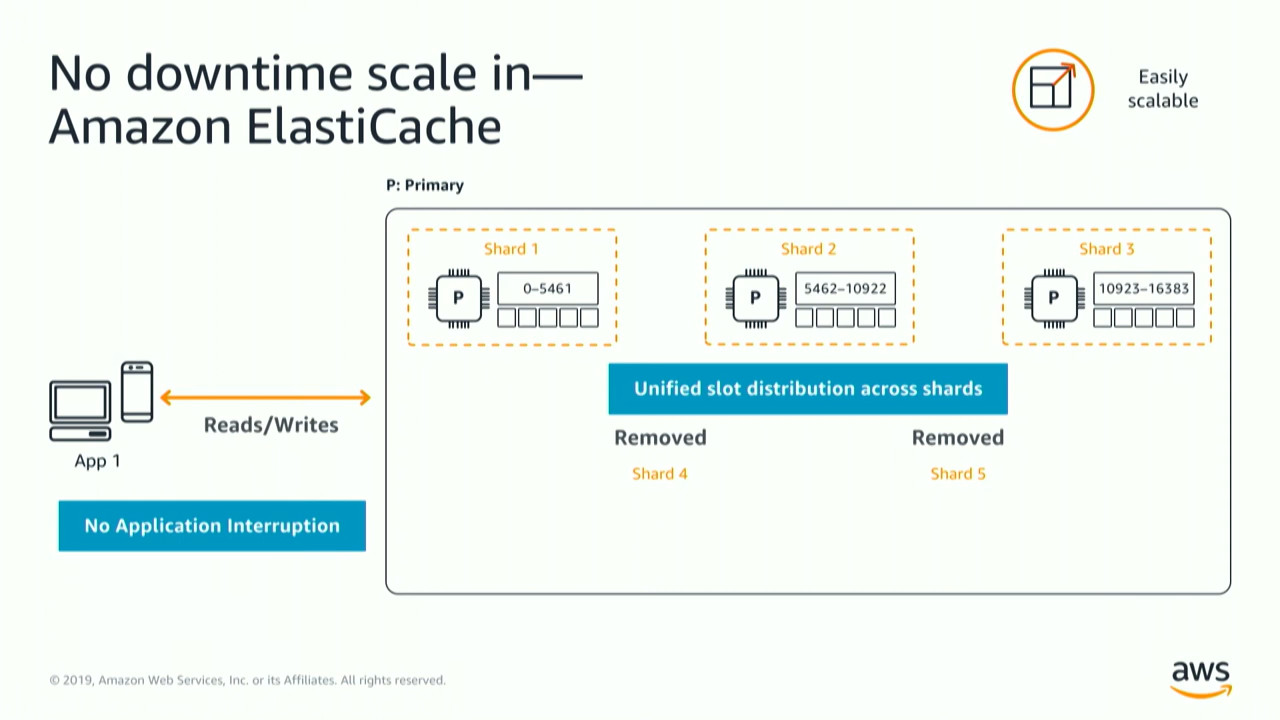 No downtime scale in—
Amazon ElastiCache
Easily
scalable
P: Primary
Shard 1
P
0–5461
Shard 2
P
5462–10922
Shard 3
P
10923–16383
Unified slot distribution across shards
Removed
Shard 4
Removed
Shard 5
Reads/Writes
App 1
No Application Interruption
© 2019, Amazon Web Services, Inc. or its Affiliates. All rights reserved.
aws